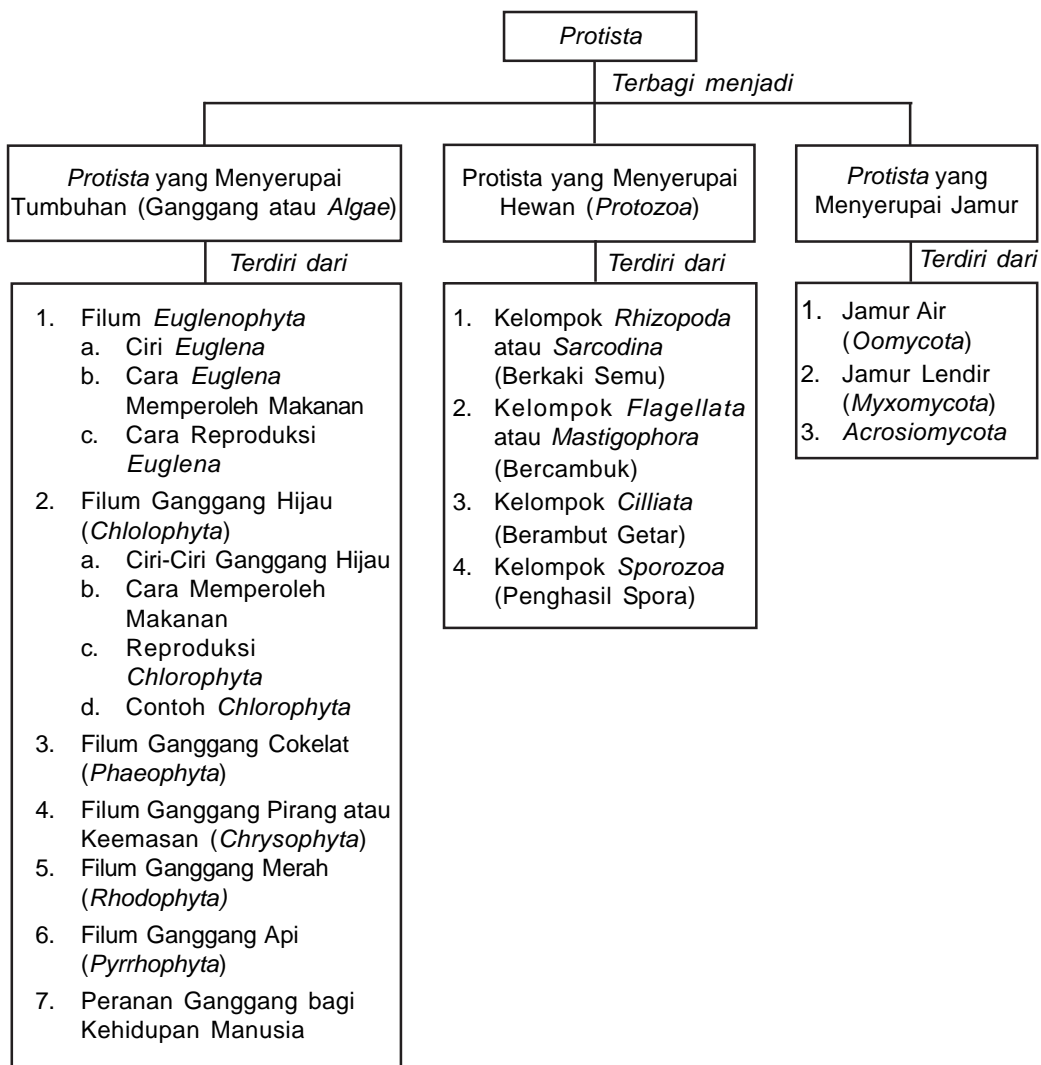 Protista
Terbagi menjadi
Protista yang Menyerupai
Tumbuhan (Ganggang atau Algae)
Terdiri dari
1. Filum Euglenophyta
a. Ciri Euglena
b. Cara Euglena
Memperoleh Makanan
c. Cara Reproduksi
Euglena
2. Filum Ganggang Hijau
(Chlolophyta)
a. Ciri-Ciri Ganggang Hijau
b. Cara Memperoleh
Makanan
c. Reproduksi
Chlorophyta
d. Contoh Chlorophyta
3. Filum Ganggang Cokelat
(Phaeophyta)
4. Filum Ganggang Pirang atau
Keemasan (Chrysophyta)
5. Filum Ganggang Merah
(Rhodophyta)
6. Filum Ganggang Api
(Pyrrhophyta)
7. Peranan Ganggang bagi
Kehidupan Manusia
Protista yang Menyerupai
Hewan (Protozoa)
Terdiri dari
1. Kelompok Rhizopoda
atau Sarcodina
(Berkaki Semu)
2. Kelompok Flagellata
atau Mastigophora
(Bercambuk)
3. Kelompok Cilliata
(Berambut Getar)
4. Kelompok Sporozoa
(Penghasil Spora)
Protista yang
Menyerupai Jamur
Terdiri dari
1. Jamur Air
(Oomycota)
2. Jamur Lendir
(Myxomycota)
3. Acrosiomycota